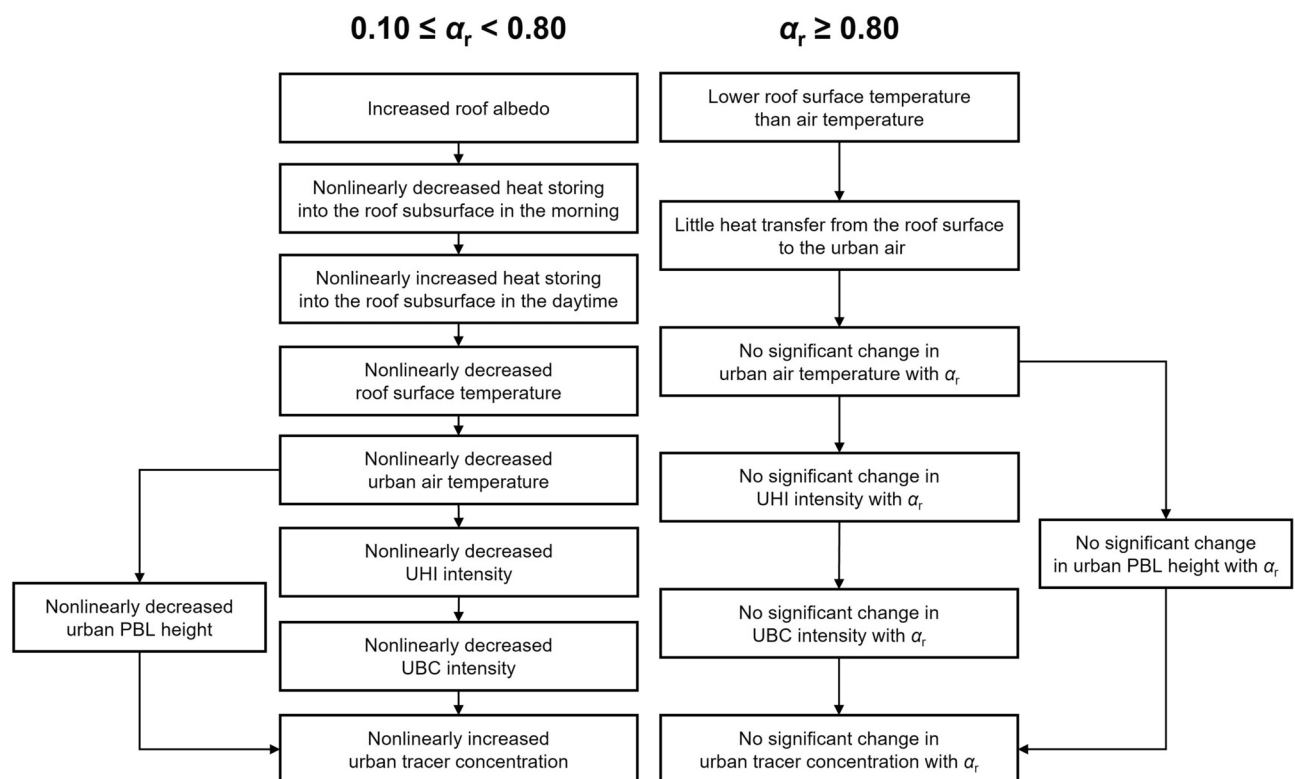 0.10 ≤ αr < 0.80
Increased roof albedo
Nonlinearly decreased heat storing
into the roof subsurface in the morning
Nonlinearly increased heat storing
into the roof subsurface in the daytime
Nonlinearly decreased
roof surface temperature
Nonlinearly decreased
urban air temperature
Nonlinearly decreased
UHI intensity
Nonlinearly decreased
urban PBL height
Nonlinearly decreased
UBC intensity
Nonlinearly increased
urban tracer concentration
αr ≥ 0.80
Lower roof surface temperature
than air temperature
Little heat transfer from the roof surface
to the urban air
No significant change in
urban air temperature with αr
No significant change in
UHI intensity with αr
No significant change
in urban PBL height with αr
No significant change in
UBC intensity with αr
No significant change in
urban tracer concentration with αr